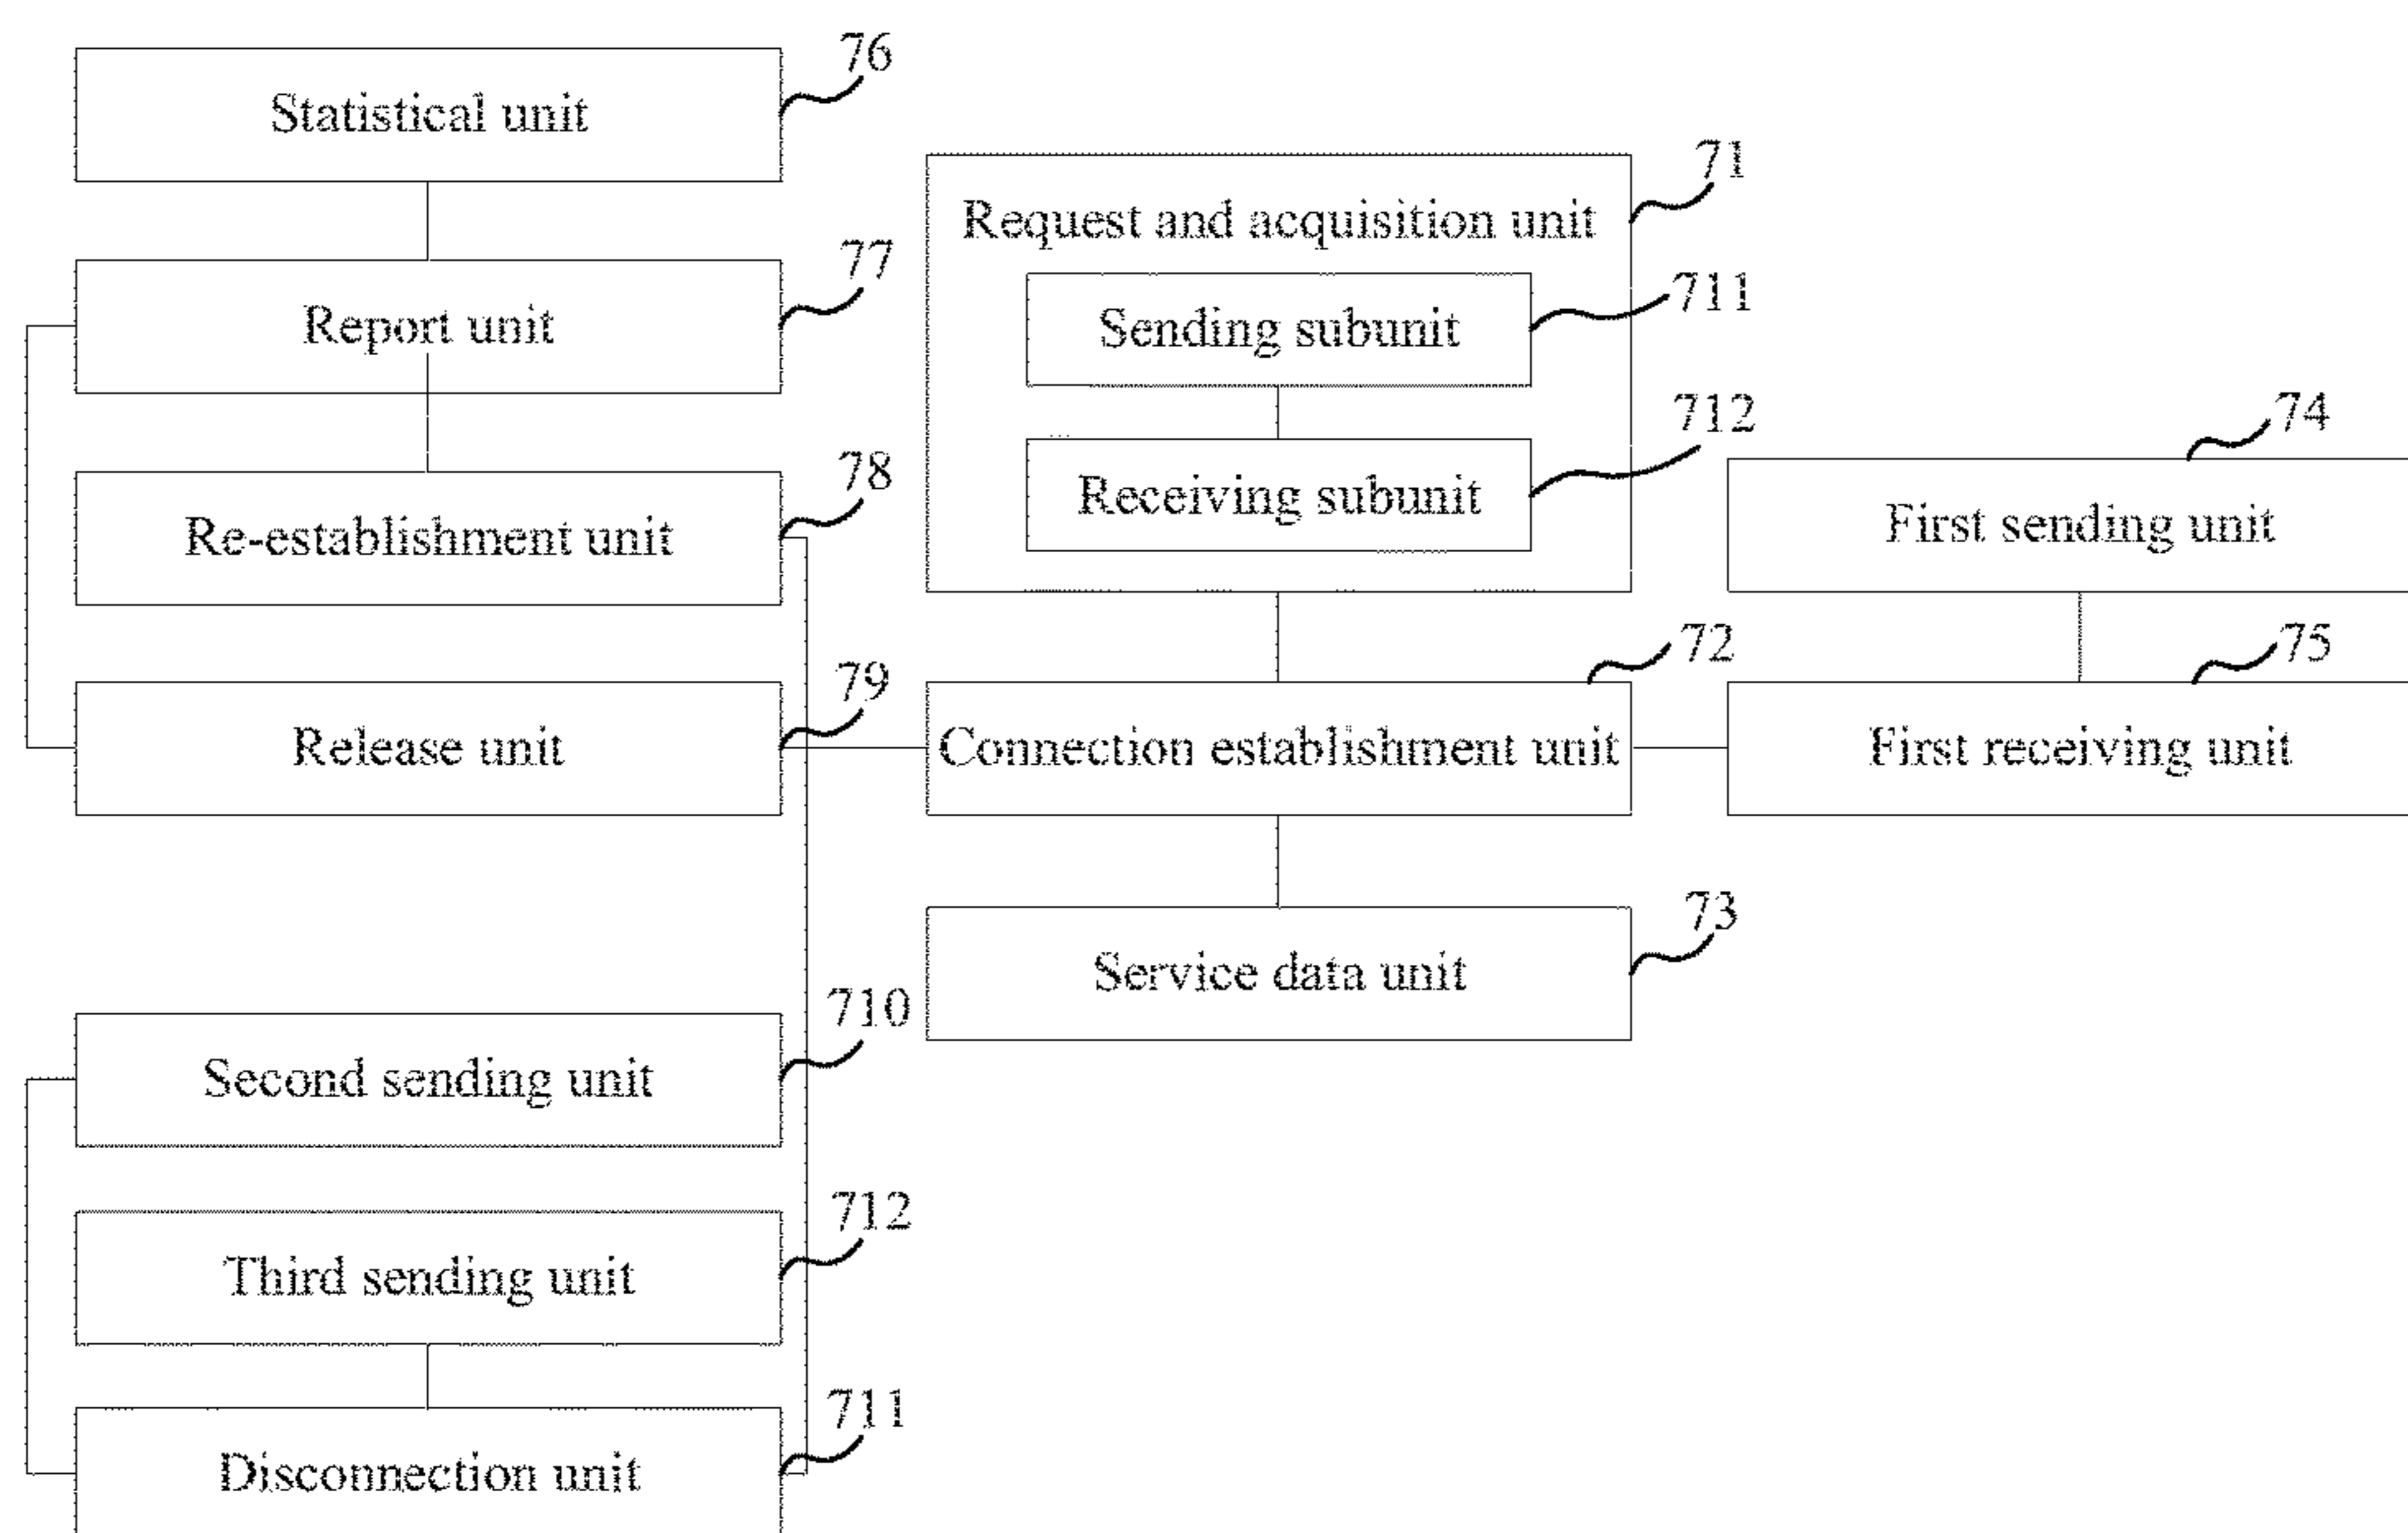 76
Statistical unit
77
Report unit
78
Re-establishment unit
79
Release unit
710
Second sending unit
712
Third sending unit
711
Disconnection unit
71
Request and acquisition unit
711
Sending subunit
712
Receiving subunit
72
Connection establishment unit
73
Service data unit
74
First sending unit
75
First receiving unit